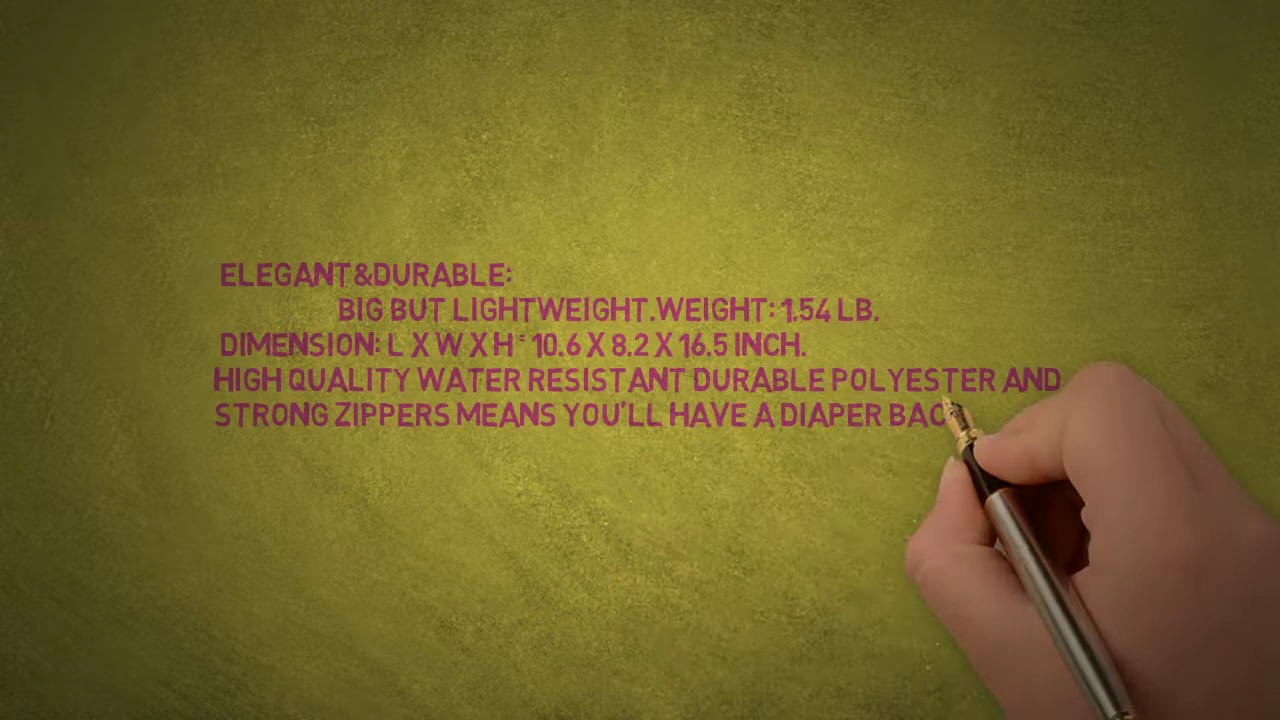 ELEGANT&DURABLE:
BIG BUT LIGHTWEIGHT.WEIGHT: 1.54 LB.
DIMENSION: L X W X H = 10.6 X 8.2 X 16.5 INCH.
HIGH QUALITY WATER RESISTANT DURABLE POLYESTER AND
STRONG ZIPPERS MEANS YOU'LL HAVE A DIAPER